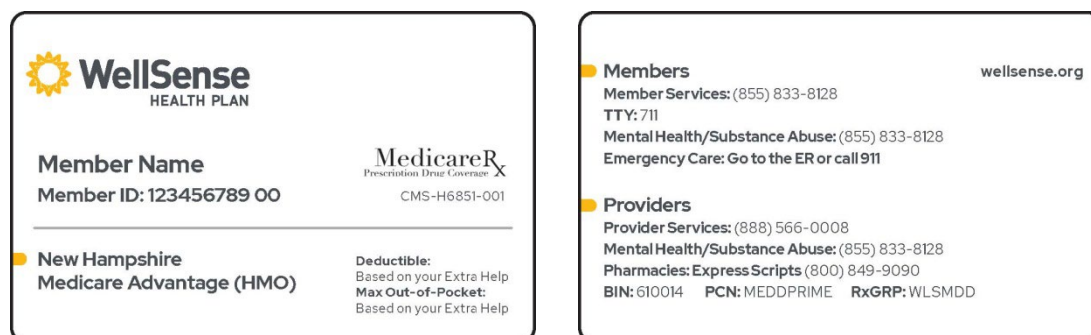 WellSense
HEALTH PLAN
Member Name
Member ID: 123456789 00
MedicareRx
Prescription Drug Coverage
CMS-H6851-001
New Hampshire
Medicare Advantage (HMO)
Deductible:
Based on your Extra Help
Max Out-of-Pocket:
Based on your Extra Help
Members
wellsense.org
Member Services: (855) 833-8128
TTY: 711
Mental Health/Substance Abuse: (855) 833-8128
Emergency Care: Go to the ER or call 911
Providers
Provider Services: (888) 566-0008
Mental Health/Substance Abuse: (855) 833-8128
Pharmacies: Express Scripts (800) 849-9090
BIN: 610014 PCN: MEDDPRIME RxGRP: WLSMDD